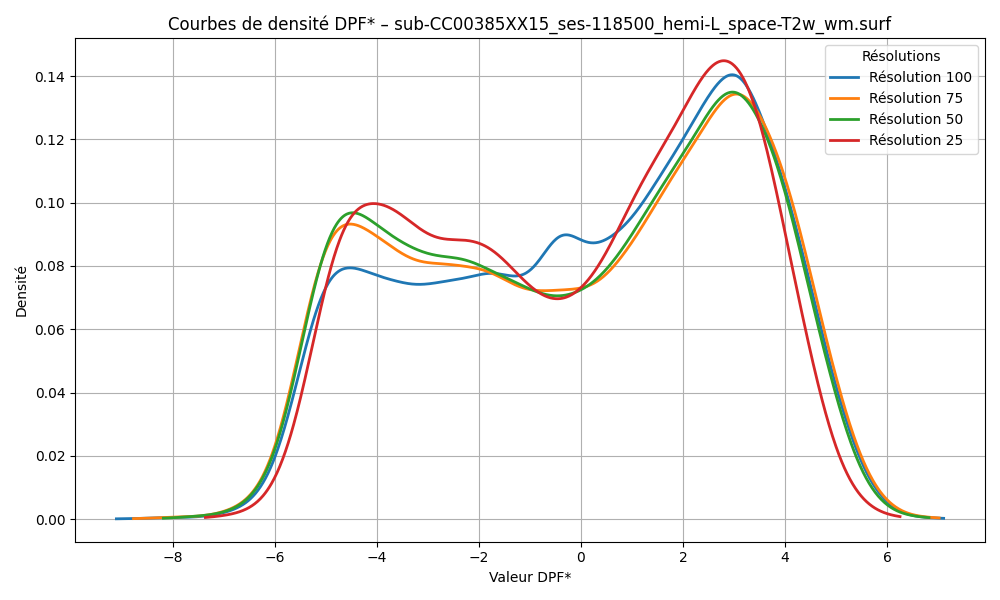 Courbes de densité DPF* – sub-CC00385XX15_ses-118500_hemi-L_space-T2w_wm.surf
Résolutions
Résolution 100
Résolution 75
Résolution 50
Résolution 25
0.14
0.12
0.10
0.08
0.06
0.04
0.02
0.00
Densité
−8 −6 −4 −2 0 2 4 6
Valeur DPF*